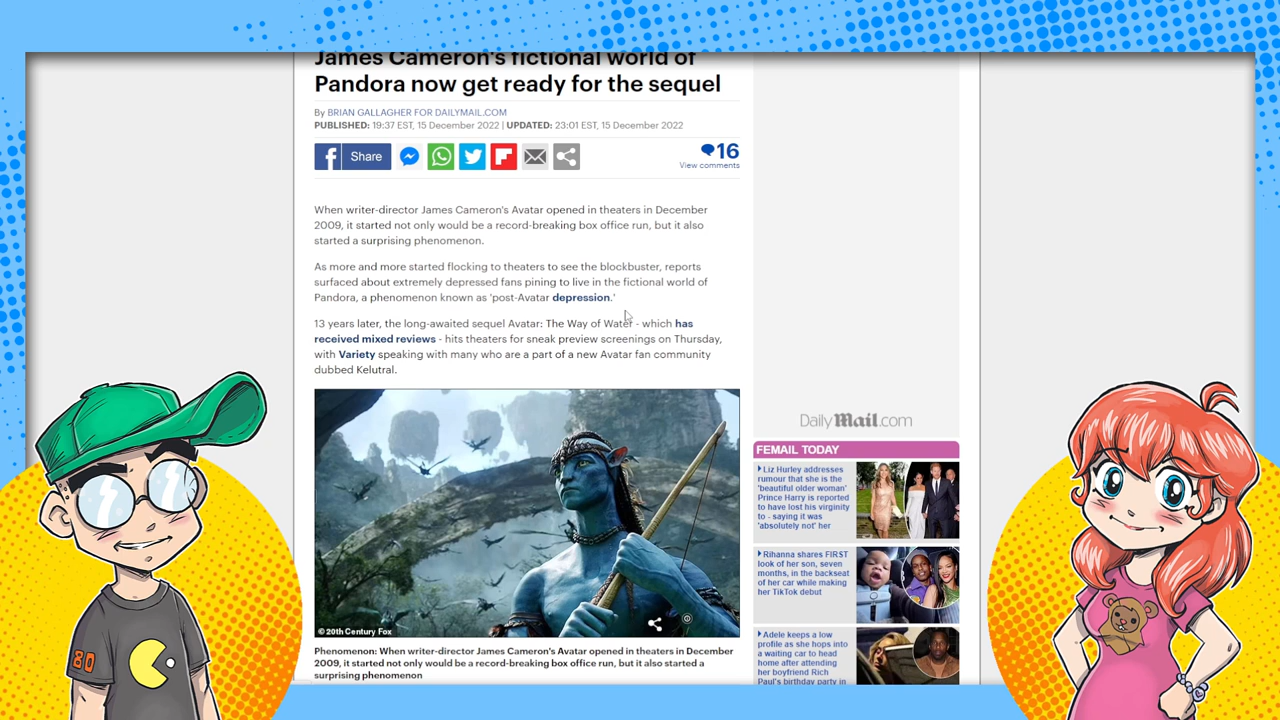 James Cameron's fictional world of
Pandora now get ready for the sequel
By BRIAN GALLAGHER FOR DAILYMAIL.COM
PUBLISHED: 19:37 EST, 15 December 2022 | UPDATED: 23:01 EST, 15 December 2022
f Share
16
View comments
When writer-director James Cameron's Avatar opened in theaters in December
2009, it started not only would be a record-breaking box office run, but it also
started a surprising phenomenon.
As more and more started flocking to theaters to see the blockbuster, reports
surfaced about extremely depressed fans pining to live in the fictional world of
Pandora, a phenomenon known as 'post-Avatar depression.'
13 years later, the long-awaited sequel Avatar: The Way of Water - which has
received mixed reviews - hits theaters for sneak preview screenings on Thursday,
with Variety speaking with many who are a part of a new Avatar fan community
dubbed Kelutral.
© 20th Century Fox
Phenomenon: When writer-director James Cameron's Avatar opened in theaters in December
2009, it started not only would be a record-breaking box office run, but it also started a
surprising phenomenon
Daily Mail.com
FEMAIL TODAY
Liz Hurley addresses
rumour that she is the
'beautiful older woman'
Prince Harry is reported
to have lost his virginity
to - saying it was
'absolutely not' her
Rihanna shares FIRST
look of her son, seven
months, in the backseat
of her car while making
her TikTok debut
Adele keeps a low
profile as she hops into
a waiting car to head
home after attending
her boyfriend Rich
Paul's birthday party in
80